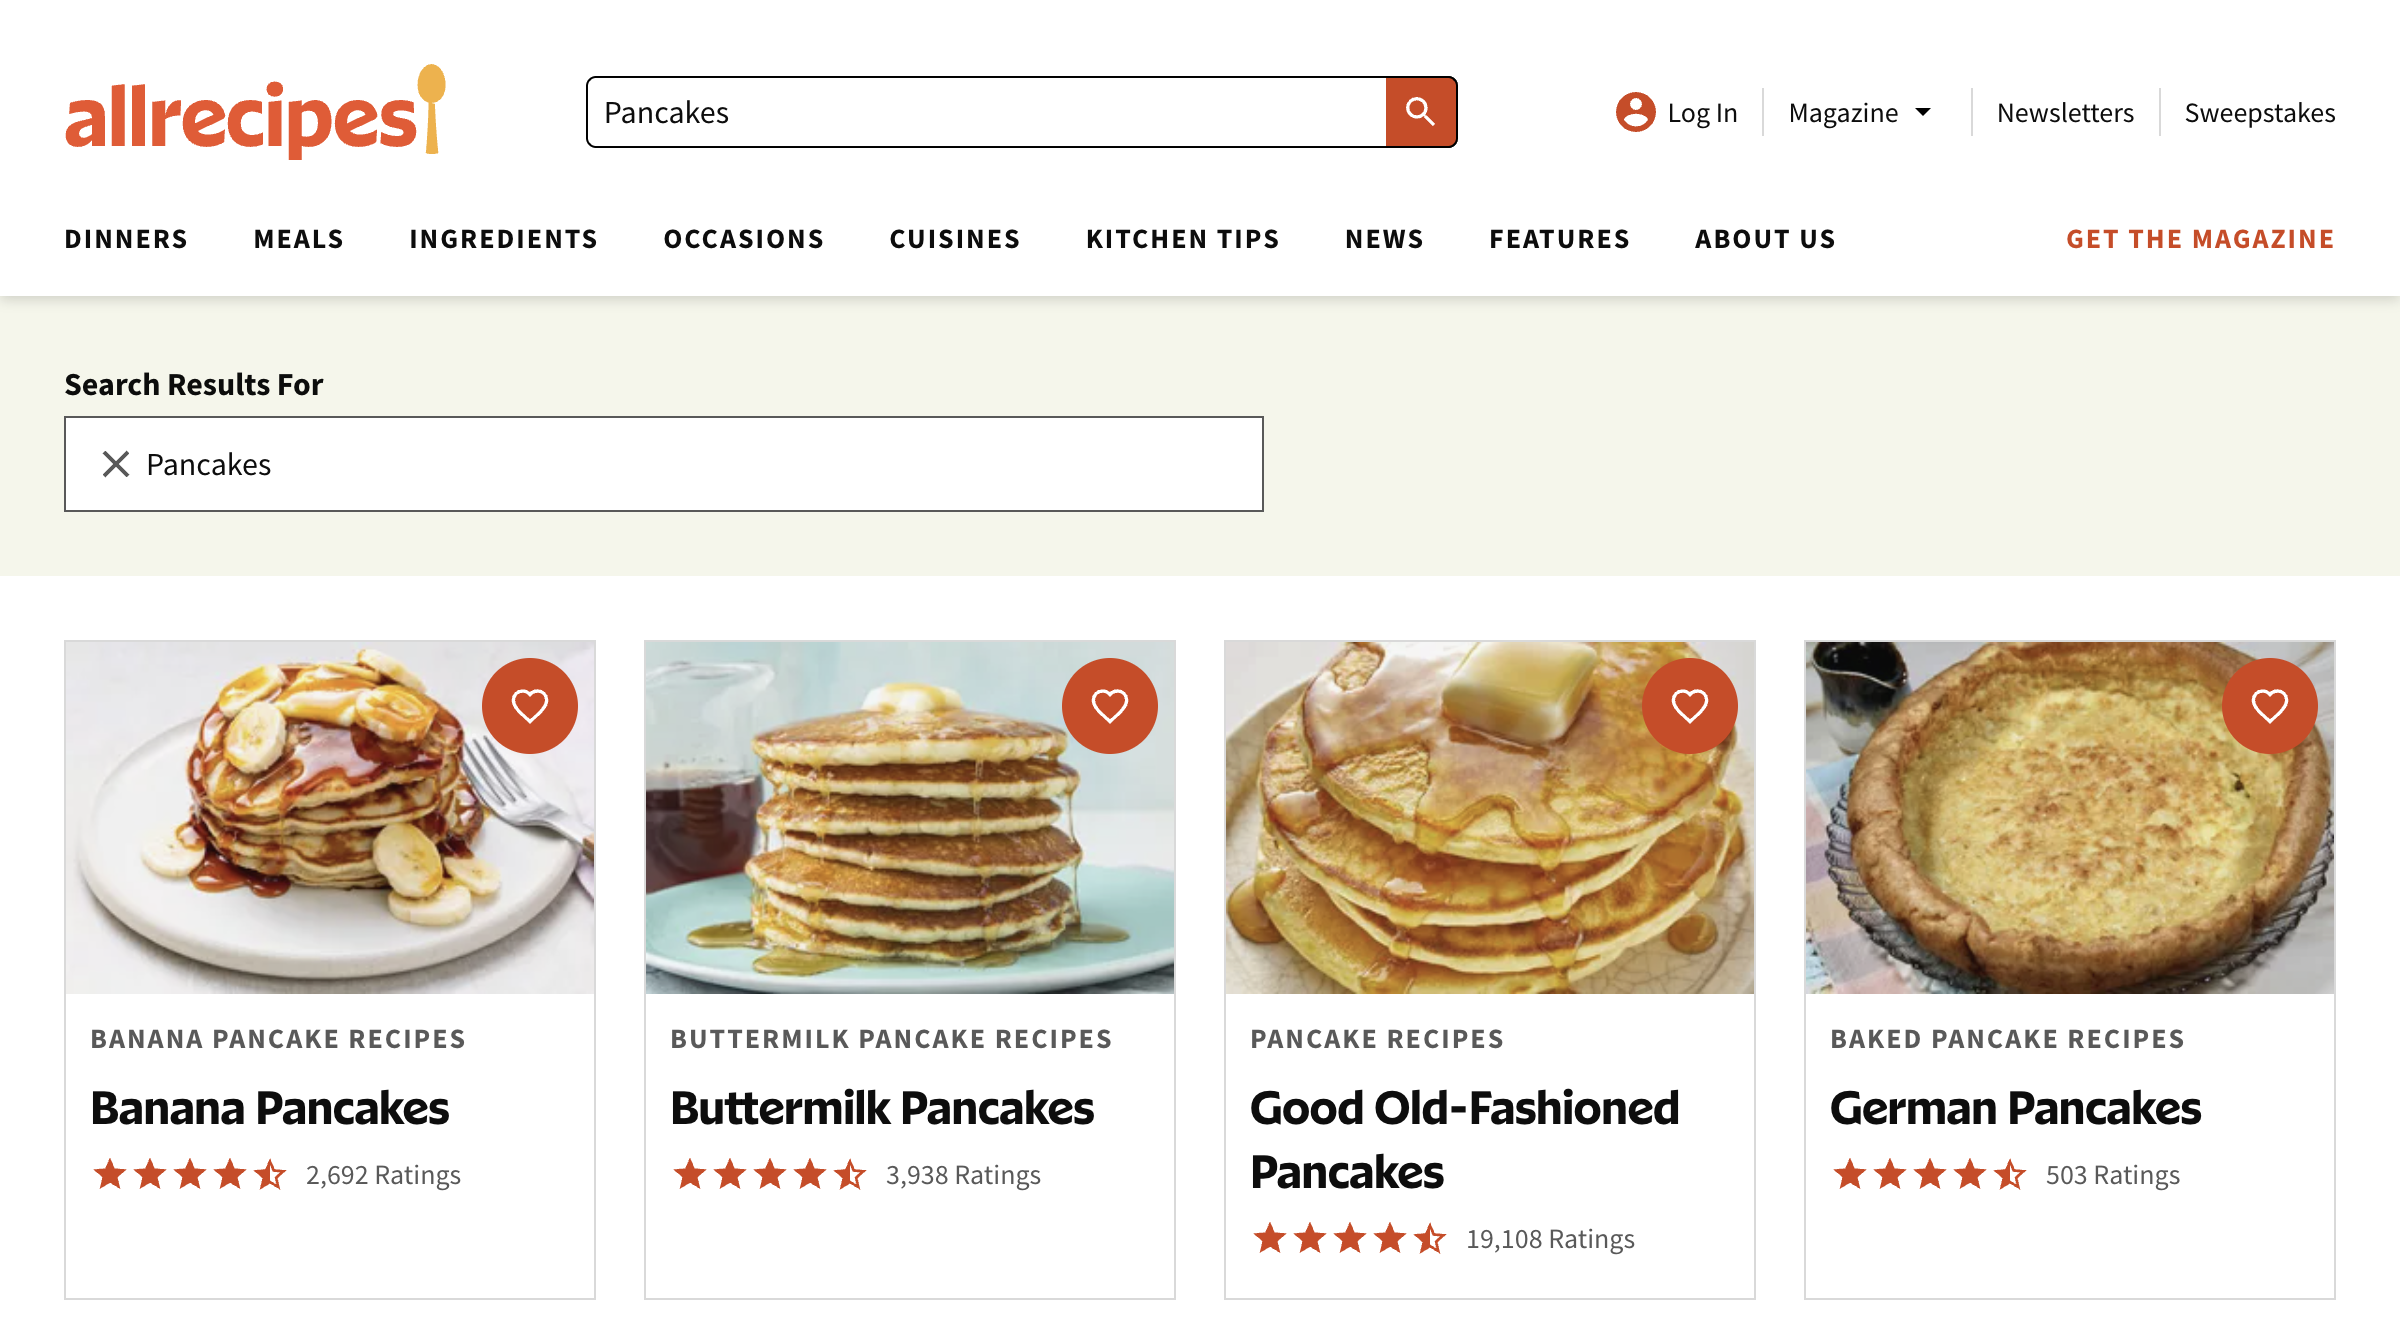 allrecipes
Pancakes
Log In
Magazine
Newsletters
Sweepstakes
DINNERS
MEALS
INGREDIENTS
OCCASIONS
CUISINES
KITCHEN TIPS
NEWS
FEATURES
ABOUT US
GET THE MAGAZINE
Search Results For
Pancakes
BANANA PANCAKE RECIPES
Banana Pancakes
2,692 Ratings
BUTTERMILK PANCAKE RECIPES
Buttermilk Pancakes
3,938 Ratings
PANCAKE RECIPES
Good Old-Fashioned
Pancakes
19,108 Ratings
BAKED PANCAKE RECIPES
German Pancakes
503 Ratings